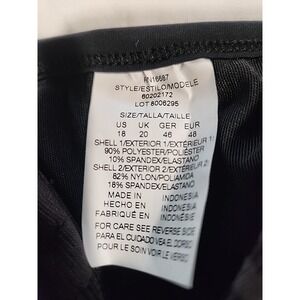 RN16687
STYLE/ESTILO/MODELE
60202172
LOT 8006295
SIZE/TALLA/TAILLE
US UK GER EUR
18 20 46 48
SHELL 1/EXTERIOR 1/EXTÉRIEUR 1:
90% POLYESTER/POLIÉSTER
10% SPANDEX/ELASTANO
SHELL 2/EXTERIOR 2/EXTÉRIEUR 2:
82% NYLON/POLIAMIDA
18% SPANDEX/ELASTANO
MADE IN INDONESIA
HECHO EN INDONESIA
FABRIQUÉ EN INDONÉSIE
FOR CARE SEE REVERSE SIDE
PARA EL CUIDADO VEA EL DORSO
POUR LE SOIN VOIR LE VERSO